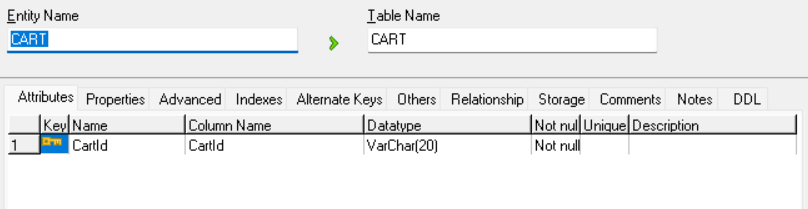 Entity Name Table Name
CART CART
Attributes Properties Advanced Indexes Alternate Keys Others Relationship Storage Comments Notes DDL
Key Name Column Name Datatype Not nul Unique Description
1 CartId CartId VarChar(20) Not null